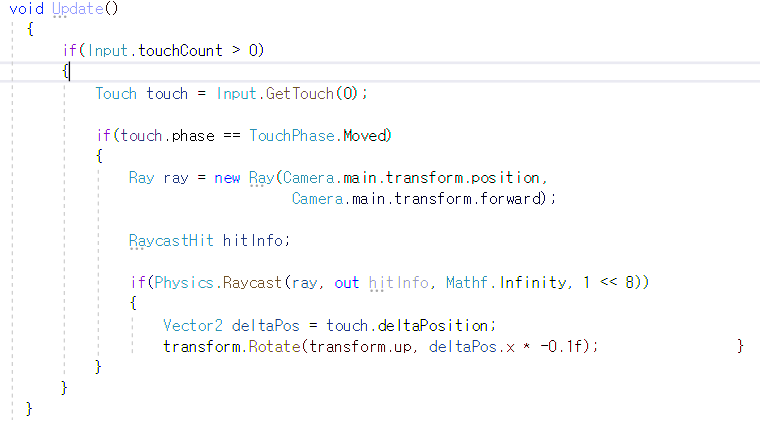 void Update()
{
if(Input.touchCount > 0)
{
Touch touch = Input.GetTouch(0);
if(touch.phase == TouchPhase.Moved)
{
Ray ray = new Ray(Camera.main.transform.position,
Camera.main.transform.forward);
RaycastHit hitInfo;
if(Physics.Raycast(ray, out hitInfo, Mathf.Infinity, 1 << 8))
{
Vector2 deltaPos = touch.deltaPosition;
transform.Rotate(transform.up, deltaPos.x * -0.1f); }
}
}
}